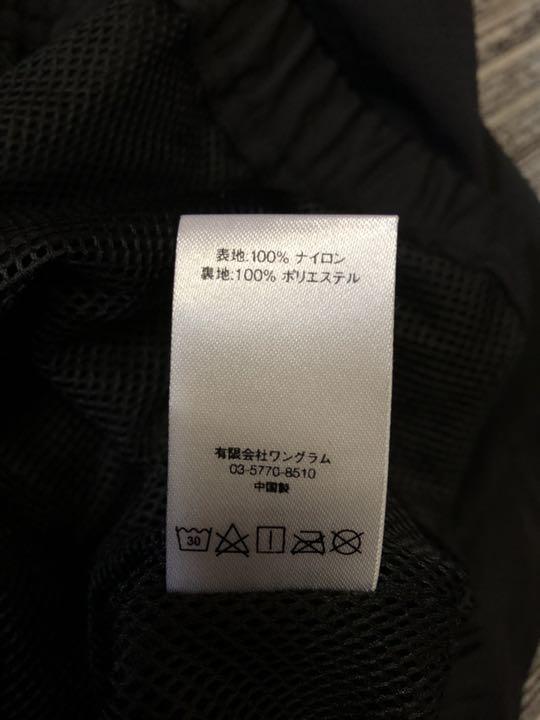 表地:100% ナイロン
裏地:100% ポリエステル
有限会社ワングラム
03-5770-8510
中国製
30